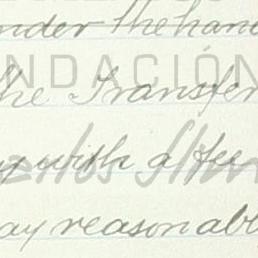 under the hand
NDACIÓN
the Transfer
with a fee
ay reasonabl